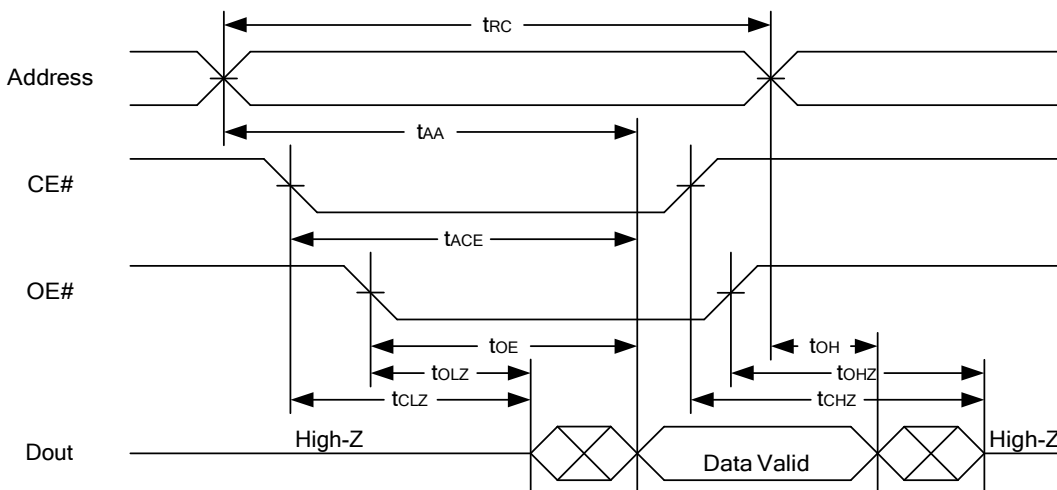 tRC
Address
tAA
CE#
tACE
OE#
tOE
tOH
tOLZ
tOHZ
tCLZ
tCHZ
High-Z
High-Z
Dout
Data Valid